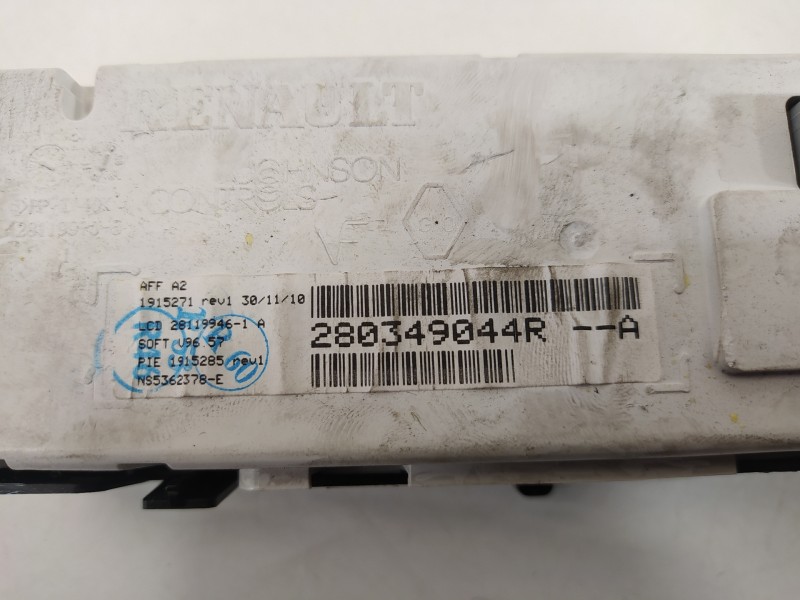 RENAULT
JOHNSON
CONTROLS
AFF A2
1915271 rev1 30/11/10
LCD 28119946-1 A
SOFT J96 57
PIE 1915285 rev1
NS5362378-E
280349044R --A